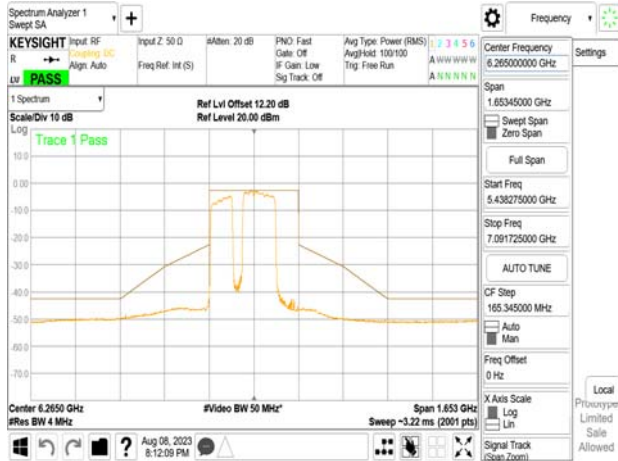 Spectrum Analyzer 1
Swept SA
+
Frequency
KEYSIGHT
Input: RF
Coupling: DC
Align: Auto
Input Z: 50 Ω
Freq Ref: Int (S)
#Atten: 20 dB
PNO: Fast
Gate: Off
IF Gain: Low
Sig Track: Off
Avg Type: Power (RMS)
Avg|Hold: 100/100
Trig: Free Run
1 2 3 4 5 6
A W W W W W
A N N N N N
R
LW
PASS
Center Frequency
6.265000000 GHz
Settings
Span
1.65345000 GHz
Swept Span
Zero Span
Full Span
Start Freq
5.438275000 GHz
Stop Freq
7.091725000 GHz
AUTO TUNE
CF Step
165.345000 MHz
Auto
Man
Freq Offset
0 Hz
X Axis Scale
Log
Lin
Signal Track
(Span Zoom)
Local
Prototype
Limited
Sale
Allowed
1 Spectrum
Scale/Div 10 dB
Ref Lvl Offset 12.20 dB
Ref Level 20.00 dBm
Log
Trace 1 Pass
10.0
0.00
-10.0
-20.0
-30.0
-40.0
-50.0
-60.0
-70.0
Center 6.2650 GHz
#Res BW 4 MHz
#Video BW 50 MHz*
Span 1.653 GHz
Sweep ~3.22 ms (2001 pts)
?
Aug 08, 2023
8:12:09 PM